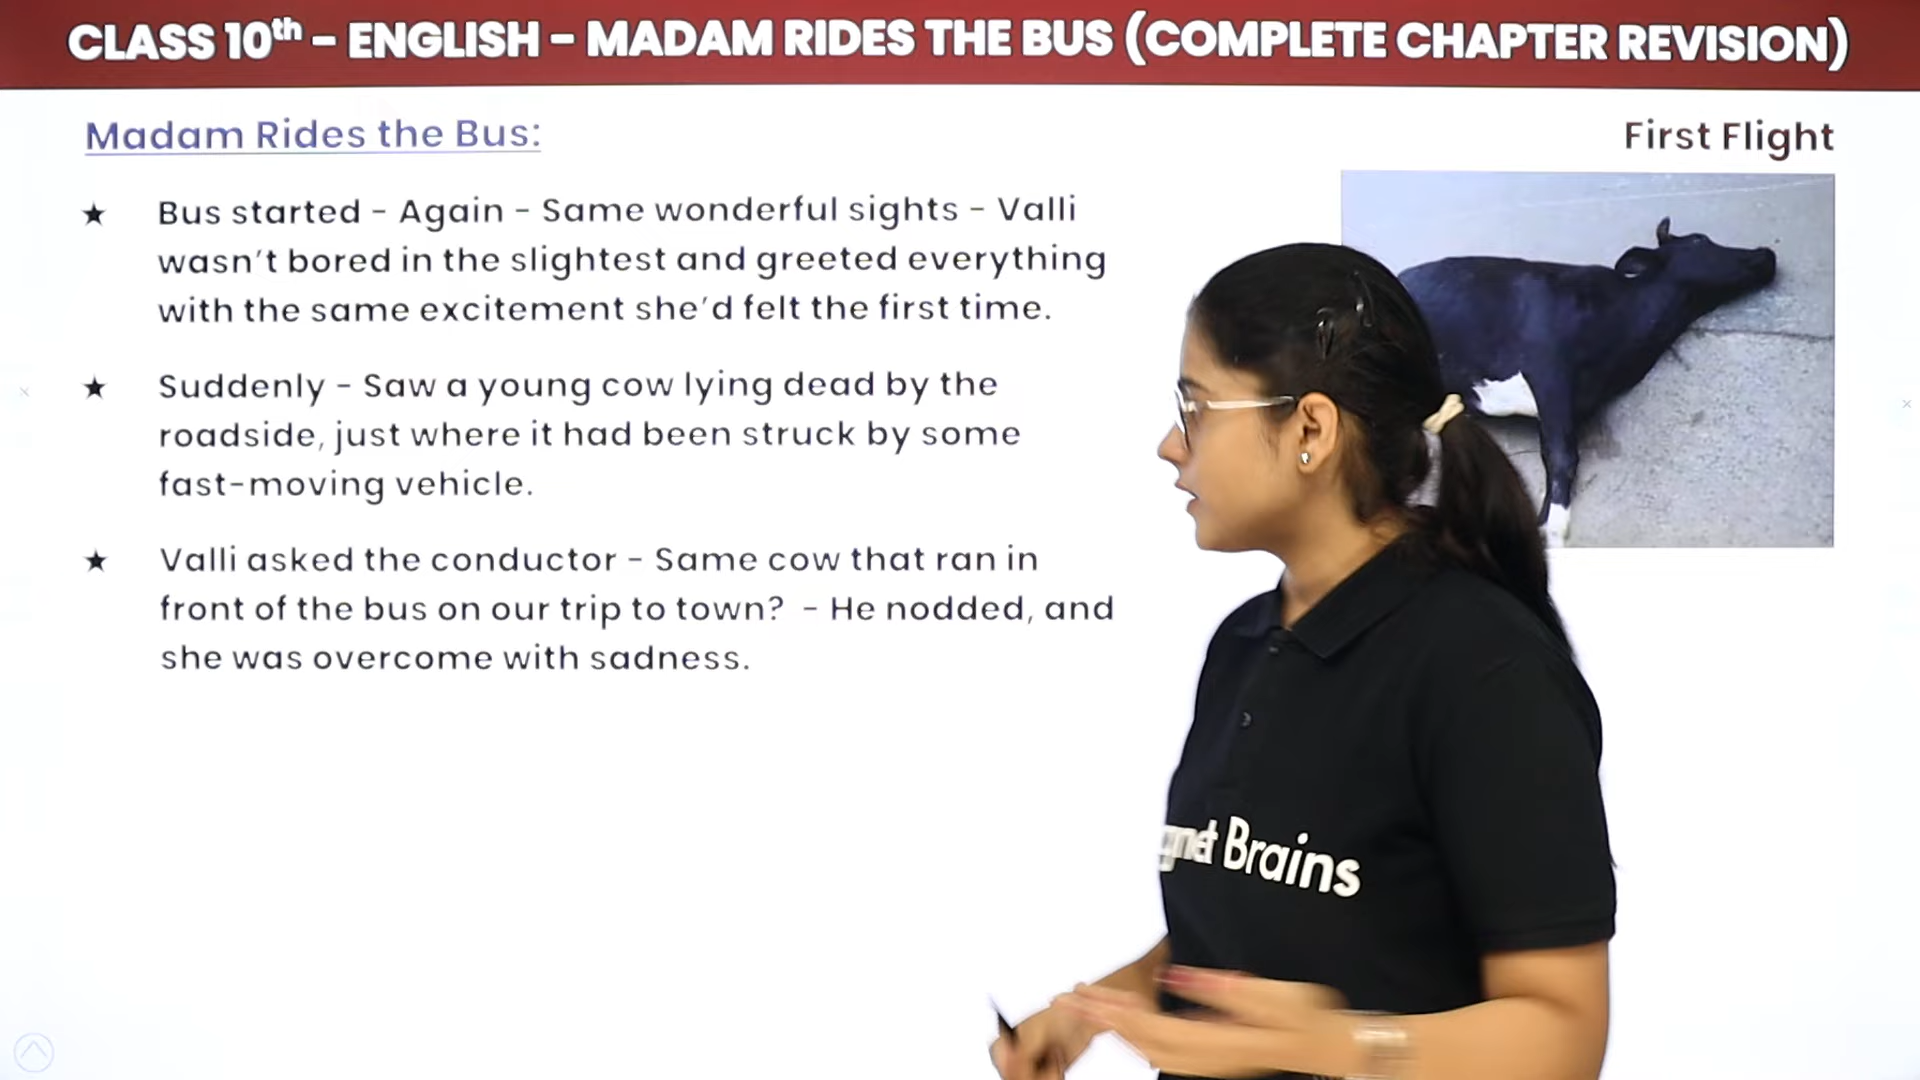 CLASS 10th - ENGLISH - MADAM RIDES THE BUS (COMPLETE CHAPTER REVISION)
Madam Rides the Bus:
First Flight
★ Bus started - Again - Same wonderful sights - Valli
wasn't bored in the slightest and greeted everything
with the same excitement she'd felt the first time.
★ Suddenly - Saw a young cow lying dead by the
roadside, just where it had been struck by some
fast-moving vehicle.
★ Valli asked the conductor - Same cow that ran in
front of the bus on our trip to town? - He nodded, and
she was overcome with sadness.
Brains